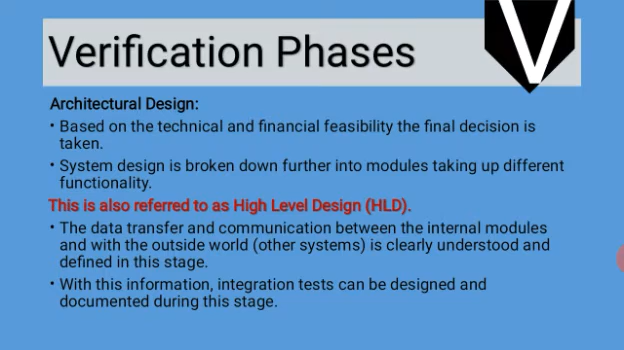 Verification Phases
V
Architectural Design:
• Based on the technical and financial feasibility the final decision is
taken.
• System design is broken down further into modules taking up different
functionality.
This is also referred to as High Level Design (HLD).
• The data transfer and communication between the internal modules
and with the outside world (other systems) is clearly understood and
defined in this stage.
• With this information, integration tests can be designed and
documented during this stage.